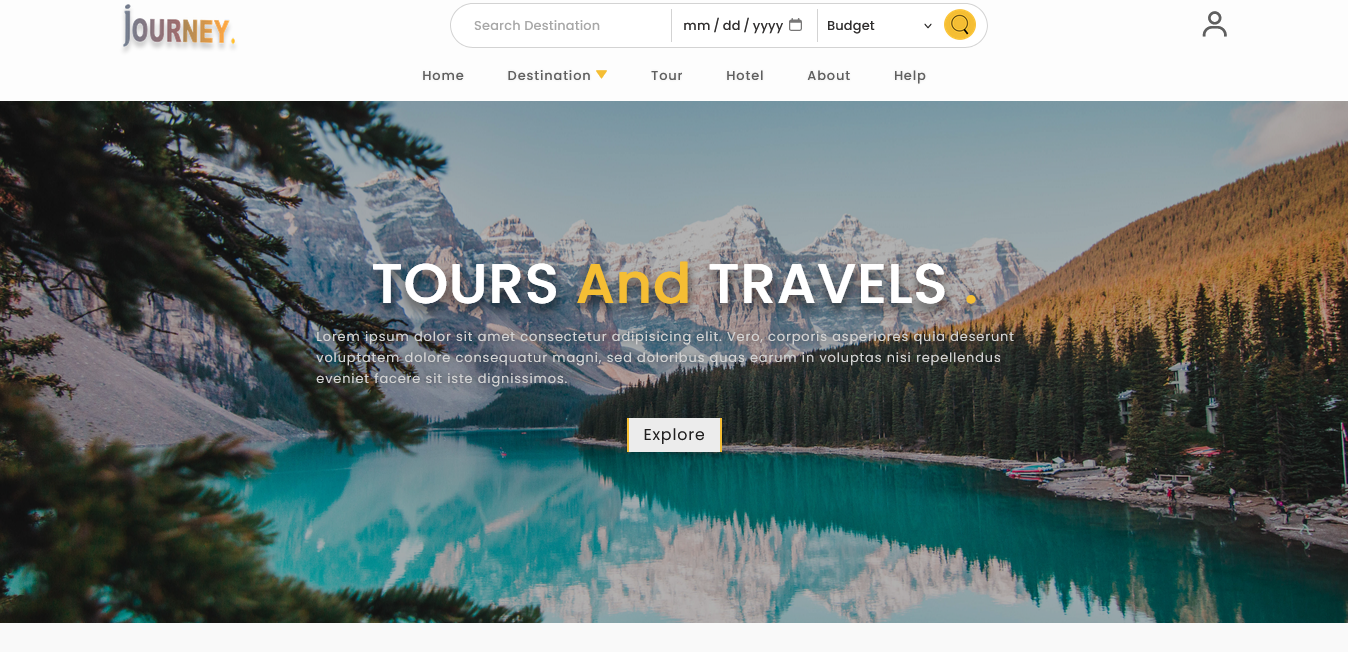 JOURNEY.
Search Destination
mm / dd / yyyy
Budget
Home Destination Tour Hotel About Help
TOURS And TRAVELS .
Lorem ipsum dolor sit amet consectetur adipisicing elit. Vero, corporis asperiores quia deserunt
voluptatem dolore consequatur magni, sed doloribus quas earum in voluptas nisi repellendus
eveniet facere sit iste dignissimos.
Explore